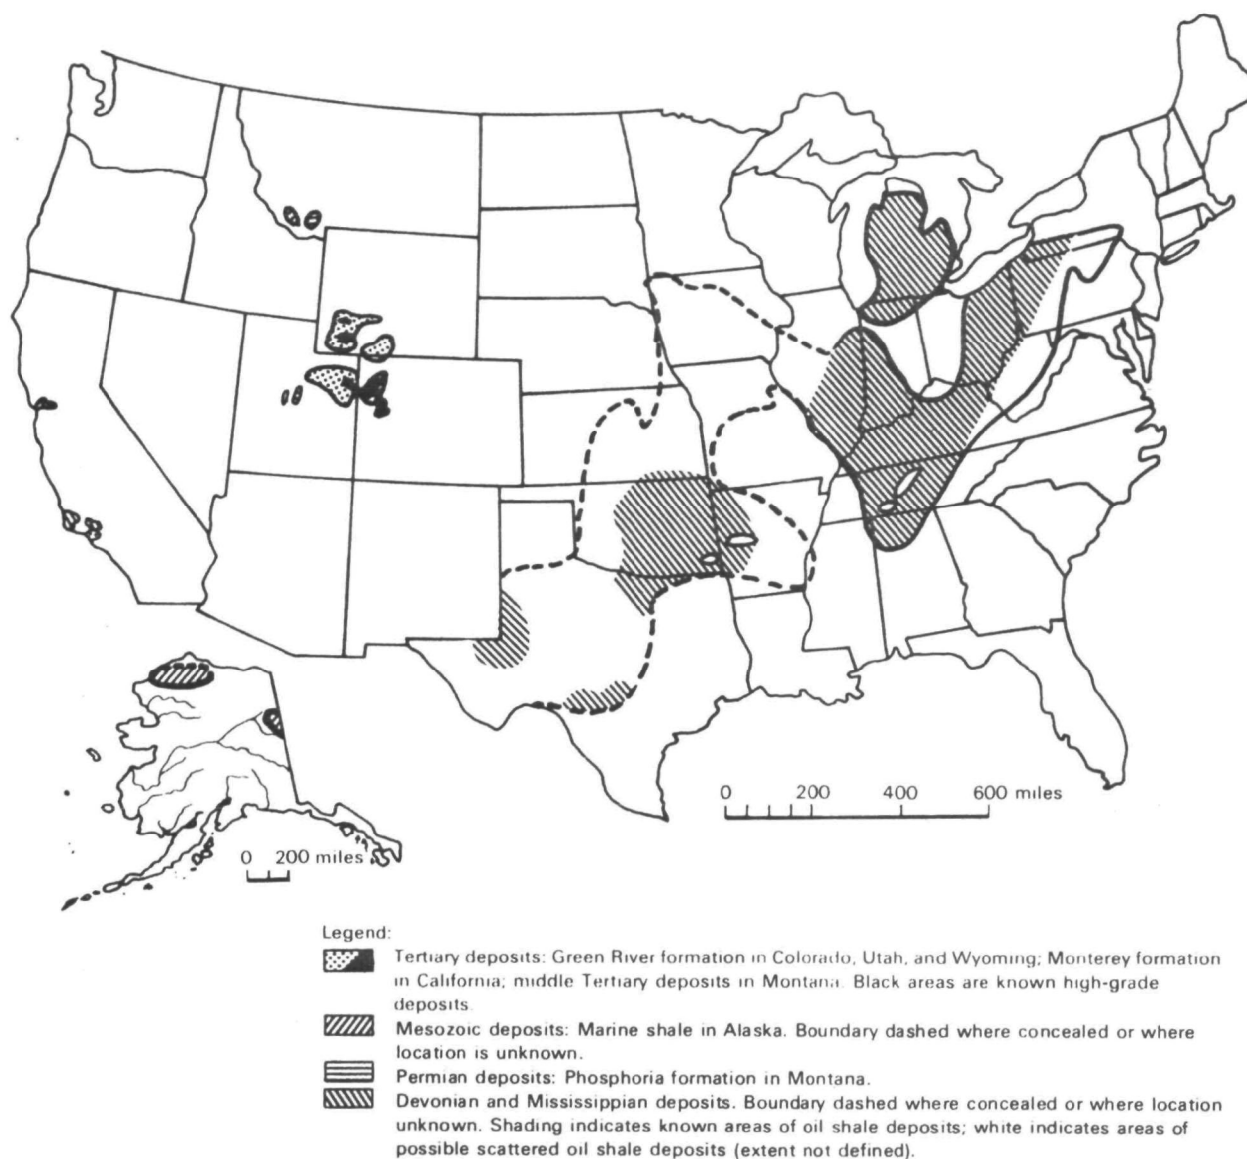 0 200 400 600 miles
0 200 miles
Legend:
Tertiary deposits: Green River formation in Colorado, Utah, and Wyoming; Monterey formation
in California; middle Tertiary deposits in Montana. Black areas are known high-grade
deposits.
Mesozoic deposits: Marine shale in Alaska. Boundary dashed where concealed or where
location is unknown.
Permian deposits: Phosphoria formation in Montana.
Devonian and Mississippian deposits. Boundary dashed where concealed or where location
unknown. Shading indicates known areas of oil shale deposits; white indicates areas of
possible scattered oil shale deposits (extent not defined).